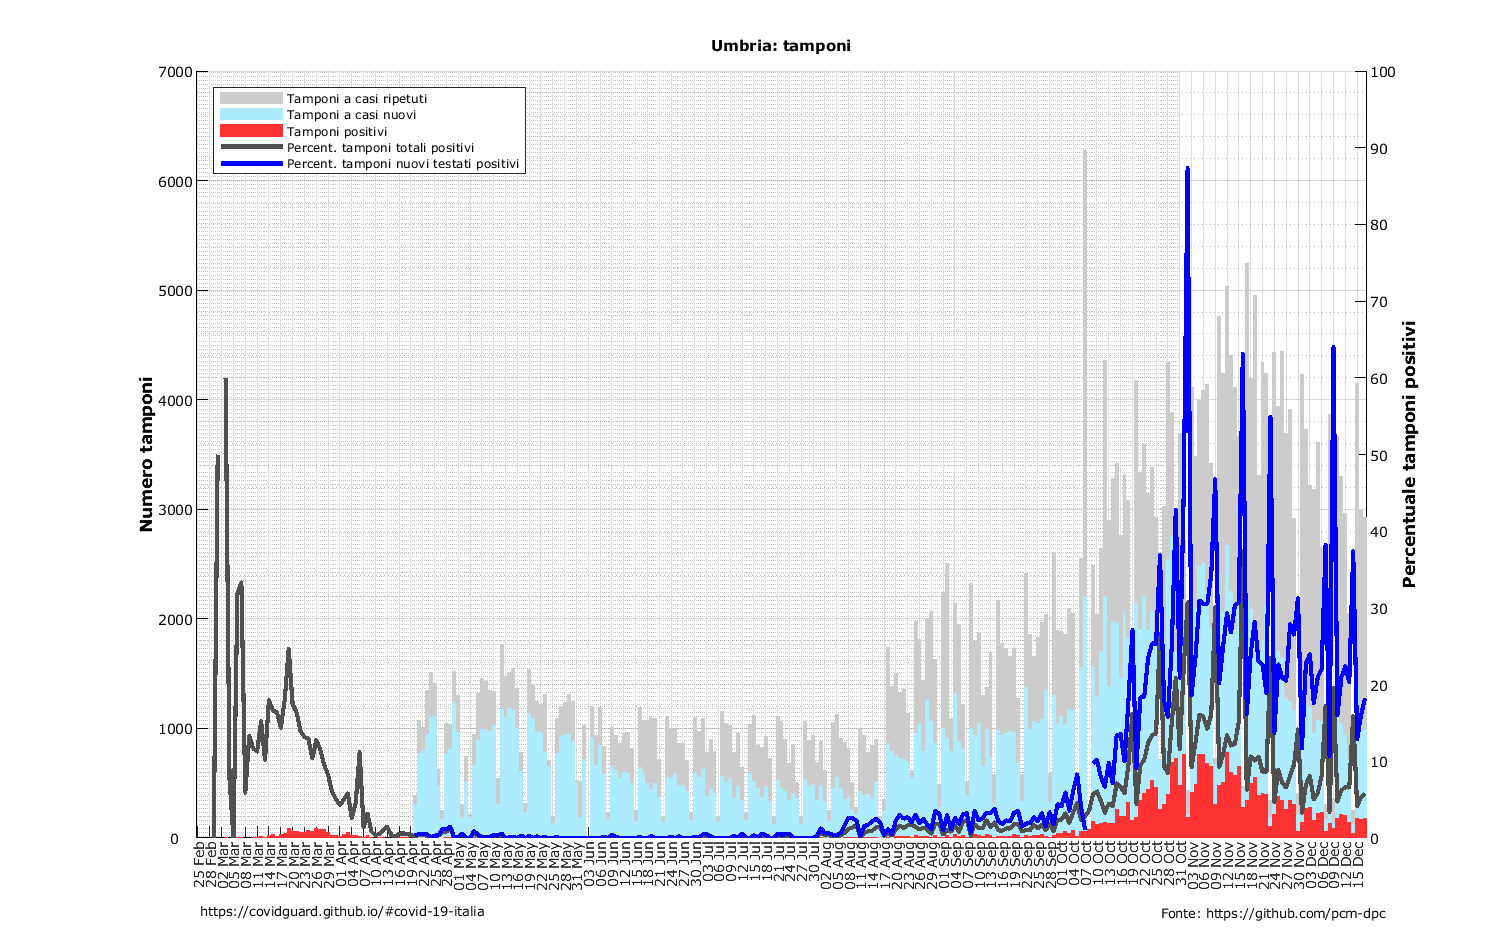 Umbria: tamponi
Tamponi a casi ripetuti
Tamponi a casi nuovi
Tamponi positivi
Percent. tamponi totali positivi
Percent. tamponi nuovi testati positivi
Numero tamponi
7000
6000
5000
4000
3000
2000
1000
0
Percentuale tamponi positivi
100
90
80
70
60
50
40
30
20
10
0
25 Feb
28 Feb
02 Mar
05 Mar
08 Mar
11 Mar
14 Mar
17 Mar
20 Mar
23 Mar
26 Mar
29 Mar
01 Apr
04 Apr
07 Apr
10 Apr
13 Apr
16 Apr
19 Apr
22 Apr
25 Apr
28 Apr
01 May
04 May
07 May
10 May
13 May
16 May
19 May
22 May
25 May
28 May
31 May
03 Jun
06 Jun
09 Jun
12 Jun
15 Jun
18 Jun
21 Jun
24 Jun
27 Jun
30 Jun
03 Jul
06 Jul
09 Jul
12 Jul
15 Jul
18 Jul
21 Jul
24 Jul
27 Jul
30 Jul
02 Aug
05 Aug
08 Aug
11 Aug
14 Aug
17 Aug
20 Aug
23 Aug
26 Aug
29 Aug
01 Sep
04 Sep
07 Sep
10 Sep
13 Sep
16 Sep
19 Sep
22 Sep
25 Sep
28 Sep
01 Oct
04 Oct
07 Oct
10 Oct
13 Oct
16 Oct
19 Oct
22 Oct
25 Oct
28 Oct
31 Oct
03 Nov
06 Nov
09 Nov
12 Nov
15 Nov
18 Nov
21 Nov
24 Nov
27 Nov
30 Nov
03 Dec
06 Dec
09 Dec
12 Dec
15 Dec
https://covidguard.github.io/#covid-19-italia
Fonte: https://github.com/pcm-dpc